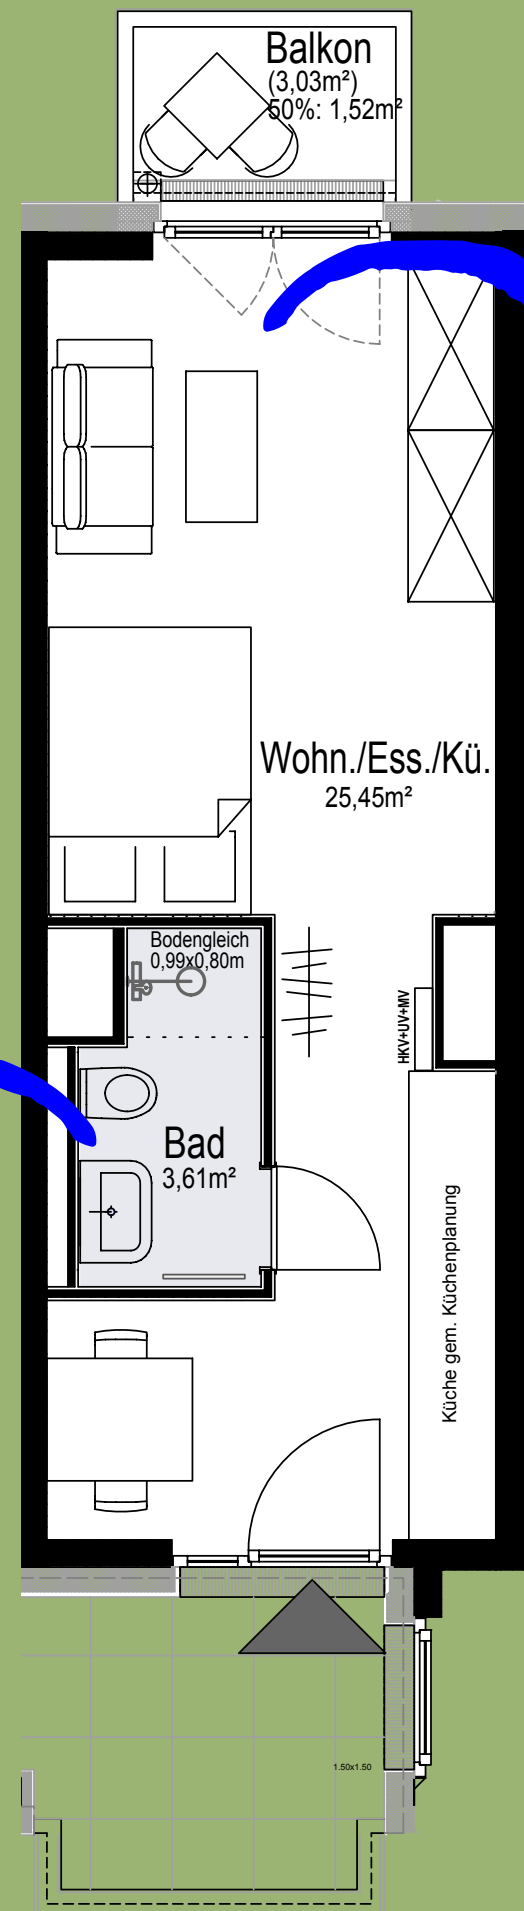 Balkon
(3,03m²)
50%: 1,52m²
Wohn./Ess./Kü.
25,45m²
Bodengleich
0,99x0,80m
HKV+UV+MV
Bad
3,61m²
Küche gem. Küchenplanung
1.50x1.50